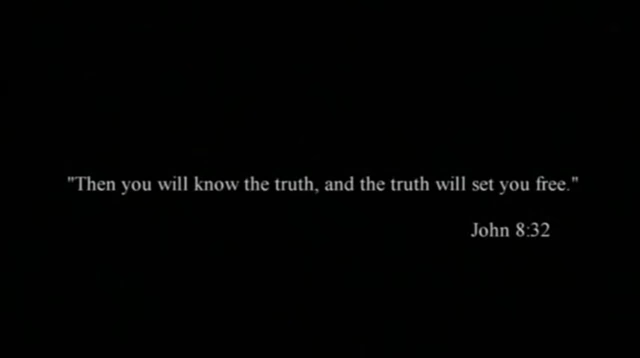 "Then you will know the truth, and the truth will set you free."
John 8:32